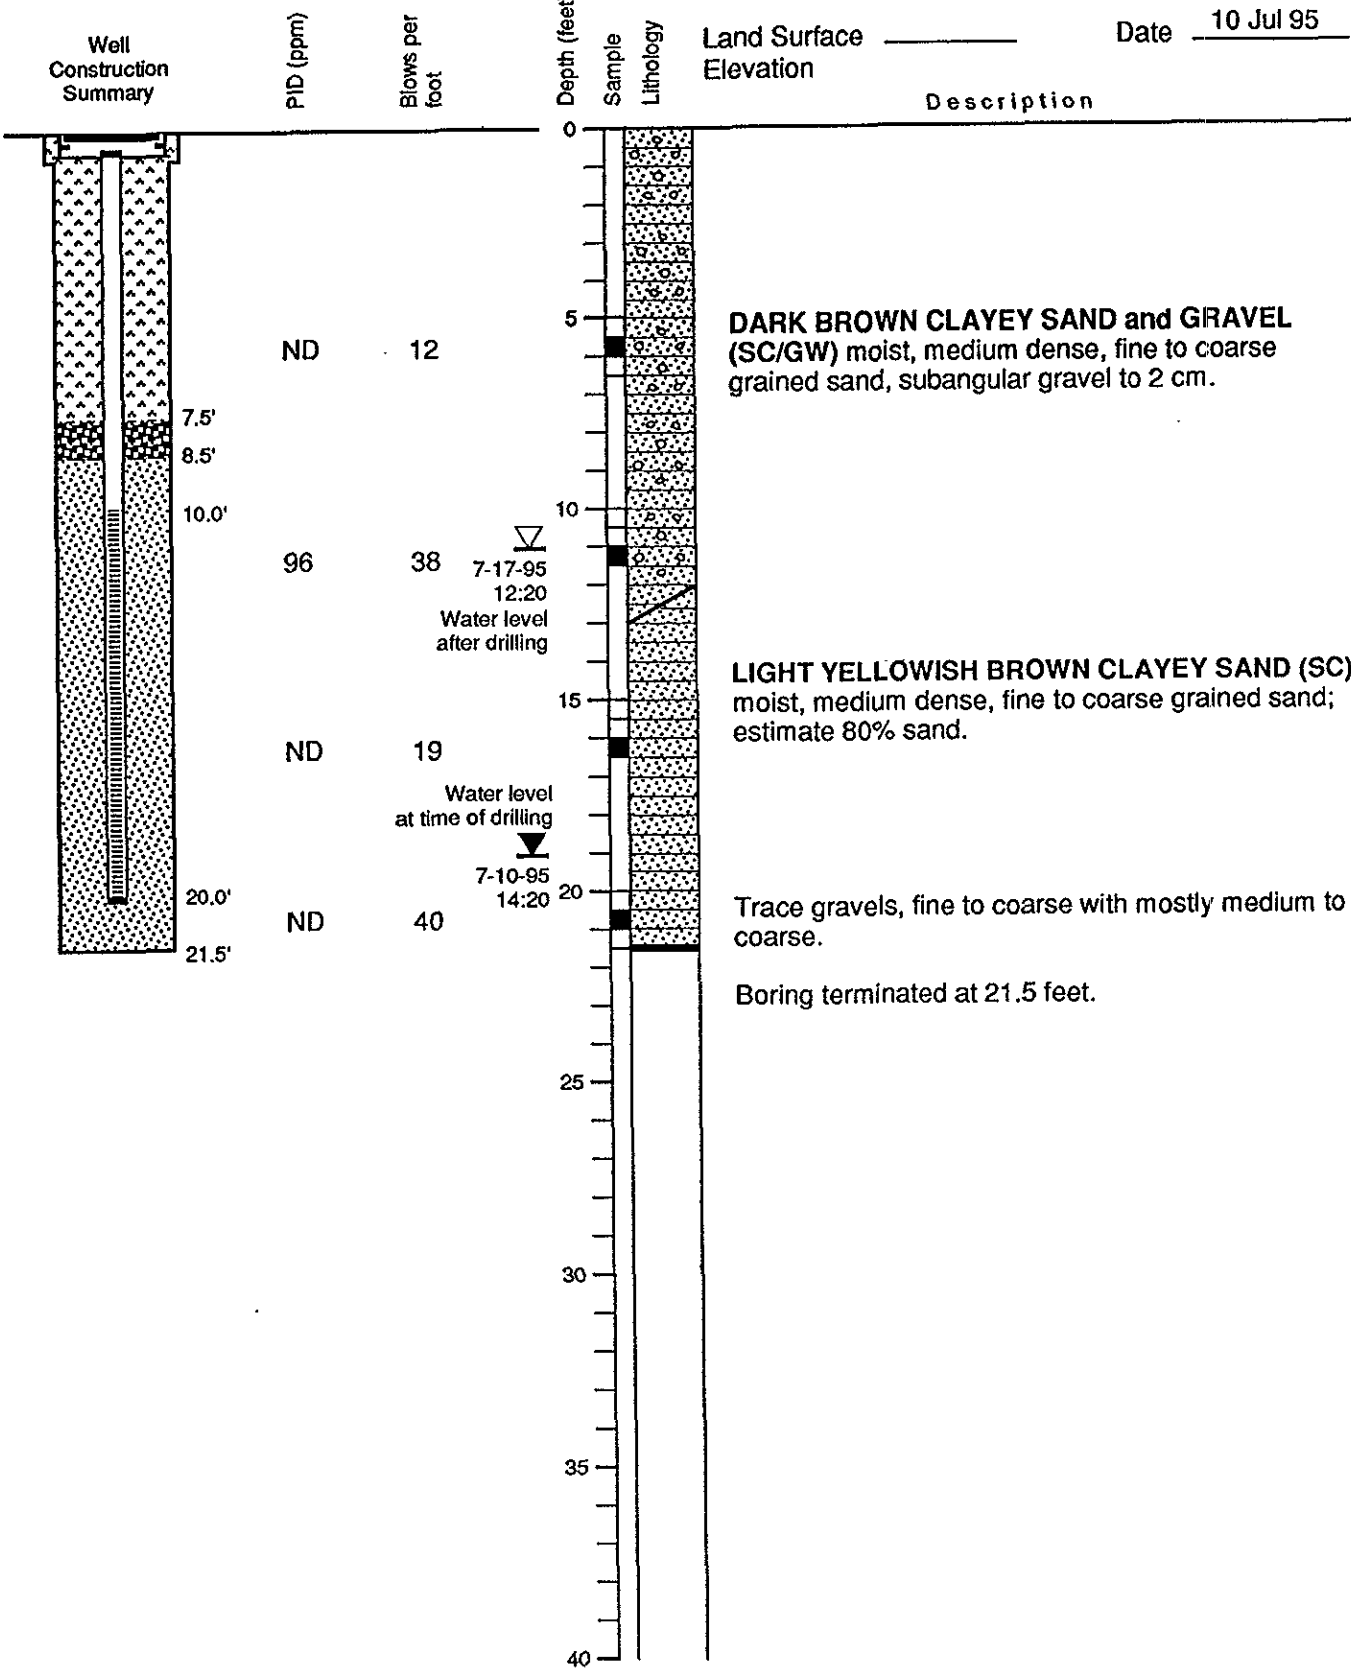 Well
Construction
Summary
PID (ppm)
Blows per
foot
Depth (feet
Sample
Lithology
Land Surface
Elevation
Date 10 Jul 95
Description
0
5
DARK BROWN CLAYEY SAND and GRAVEL
(SC/GW) moist, medium dense, fine to coarse
grained sand, subangular gravel to 2 cm.
ND 12
7.5'
8.5'
10.0'
10
96 38
7-17-95
12:20
Water level
after drilling
LIGHT YELLOWISH BROWN CLAYEY SAND (SC)
moist, medium dense, fine to coarse grained sand;
estimate 80% sand.
15
ND 19
Water level
at time of drilling
7-10-95
14:20
20
20.0'
ND 40
Trace gravels, fine to coarse with mostly medium to
coarse.
21.5'
Boring terminated at 21.5 feet.
25
30
35
40